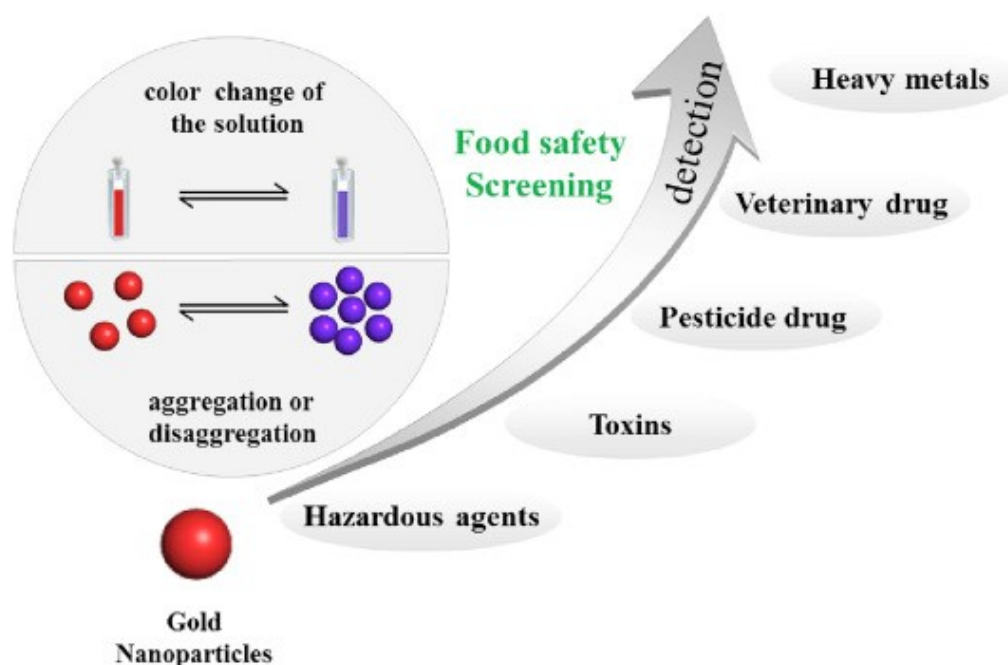 color change of
the solution
aggregation or
disaggregation
Gold
Nanoparticles
Food safety
Screening
detection
Heavy metals
Veterinary drug
Pesticide drug
Toxins
Hazardous agents